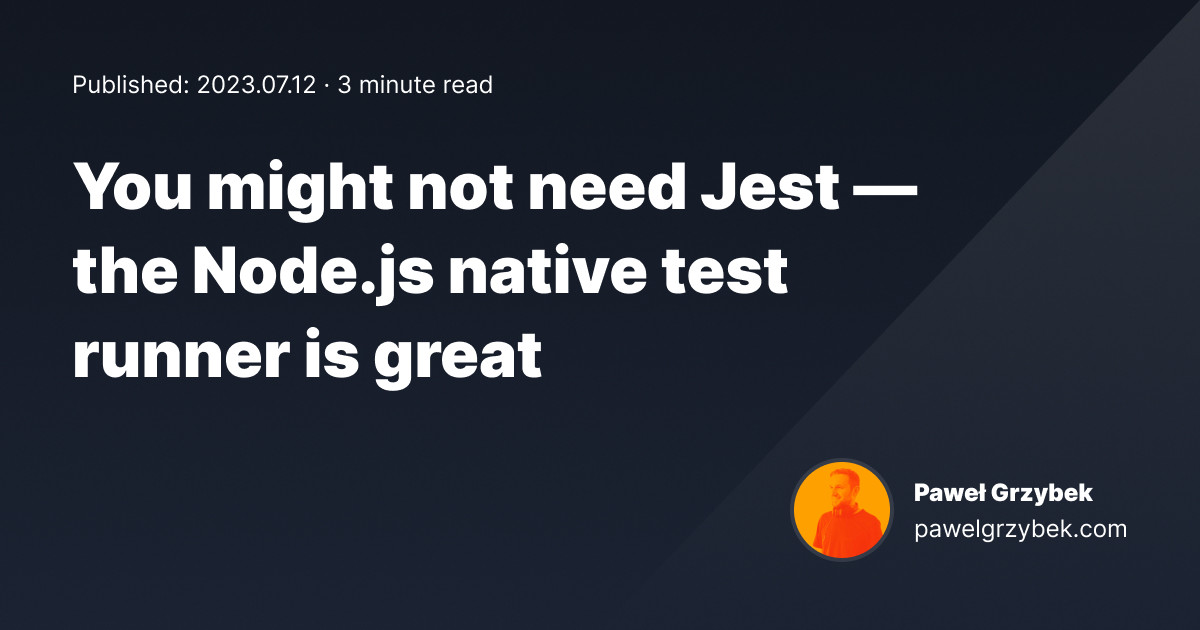 Published: 2023.07.12 · 3 minute read
You might not need Jest —
the Node.js native test
runner is great
Paweł Grzybek
pawelgrzybek.com